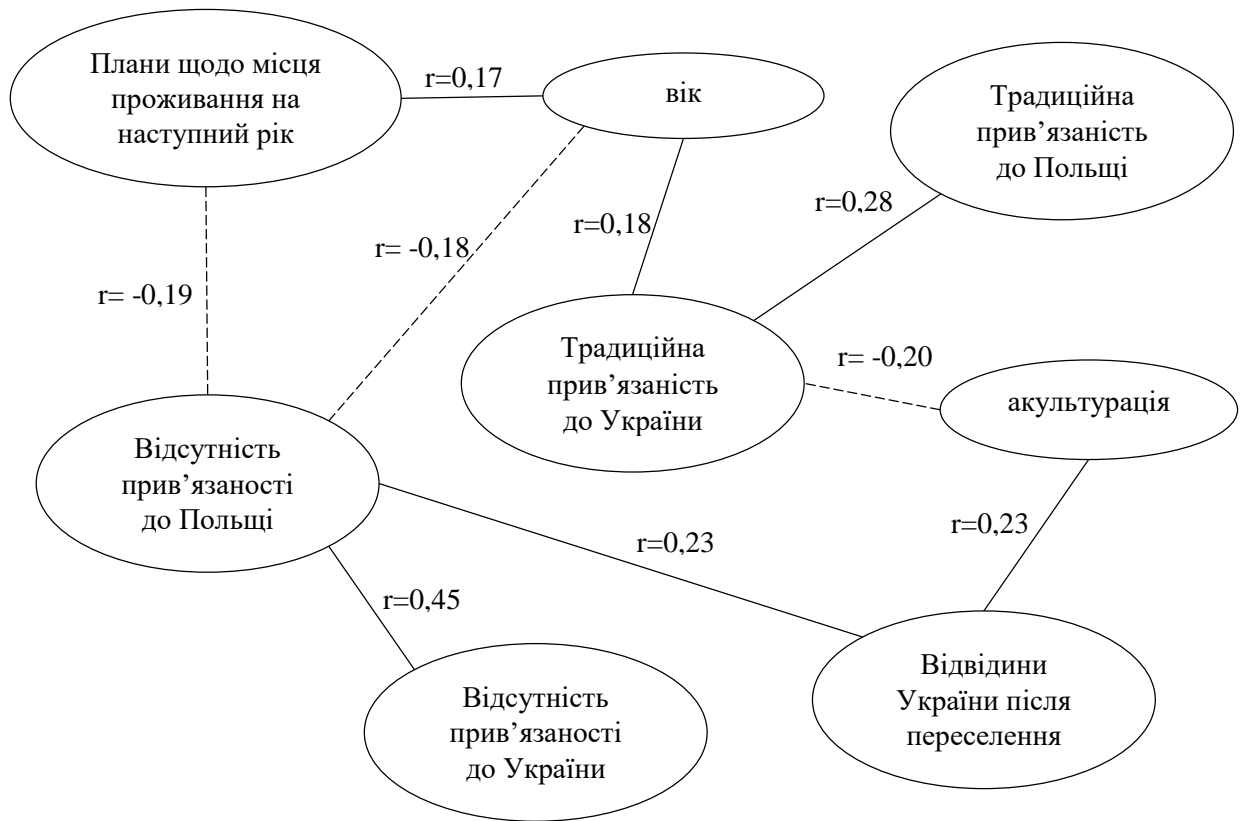 Плани щодо місця
проживання на
наступний рік
r=0,17
вік
Традиційна
прив’язаність
до Польщі
r=0,28
r=0,18
r= -0,18
r= -0,19
Традиційна
прив’язаність
до України
r= -0,20
акультурація
Відсутність
прив’язаності
до Польщі
r=0,23
r=0,23
r=0,45
Відсутність
прив’язаності
до України
Відвідини
України після
переселення